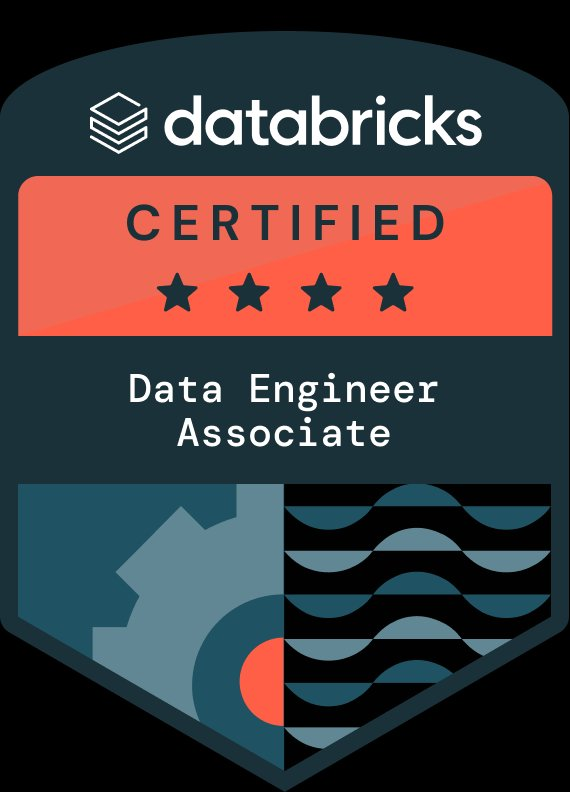 databricks
CERTIFIED
Data Engineer
Associate